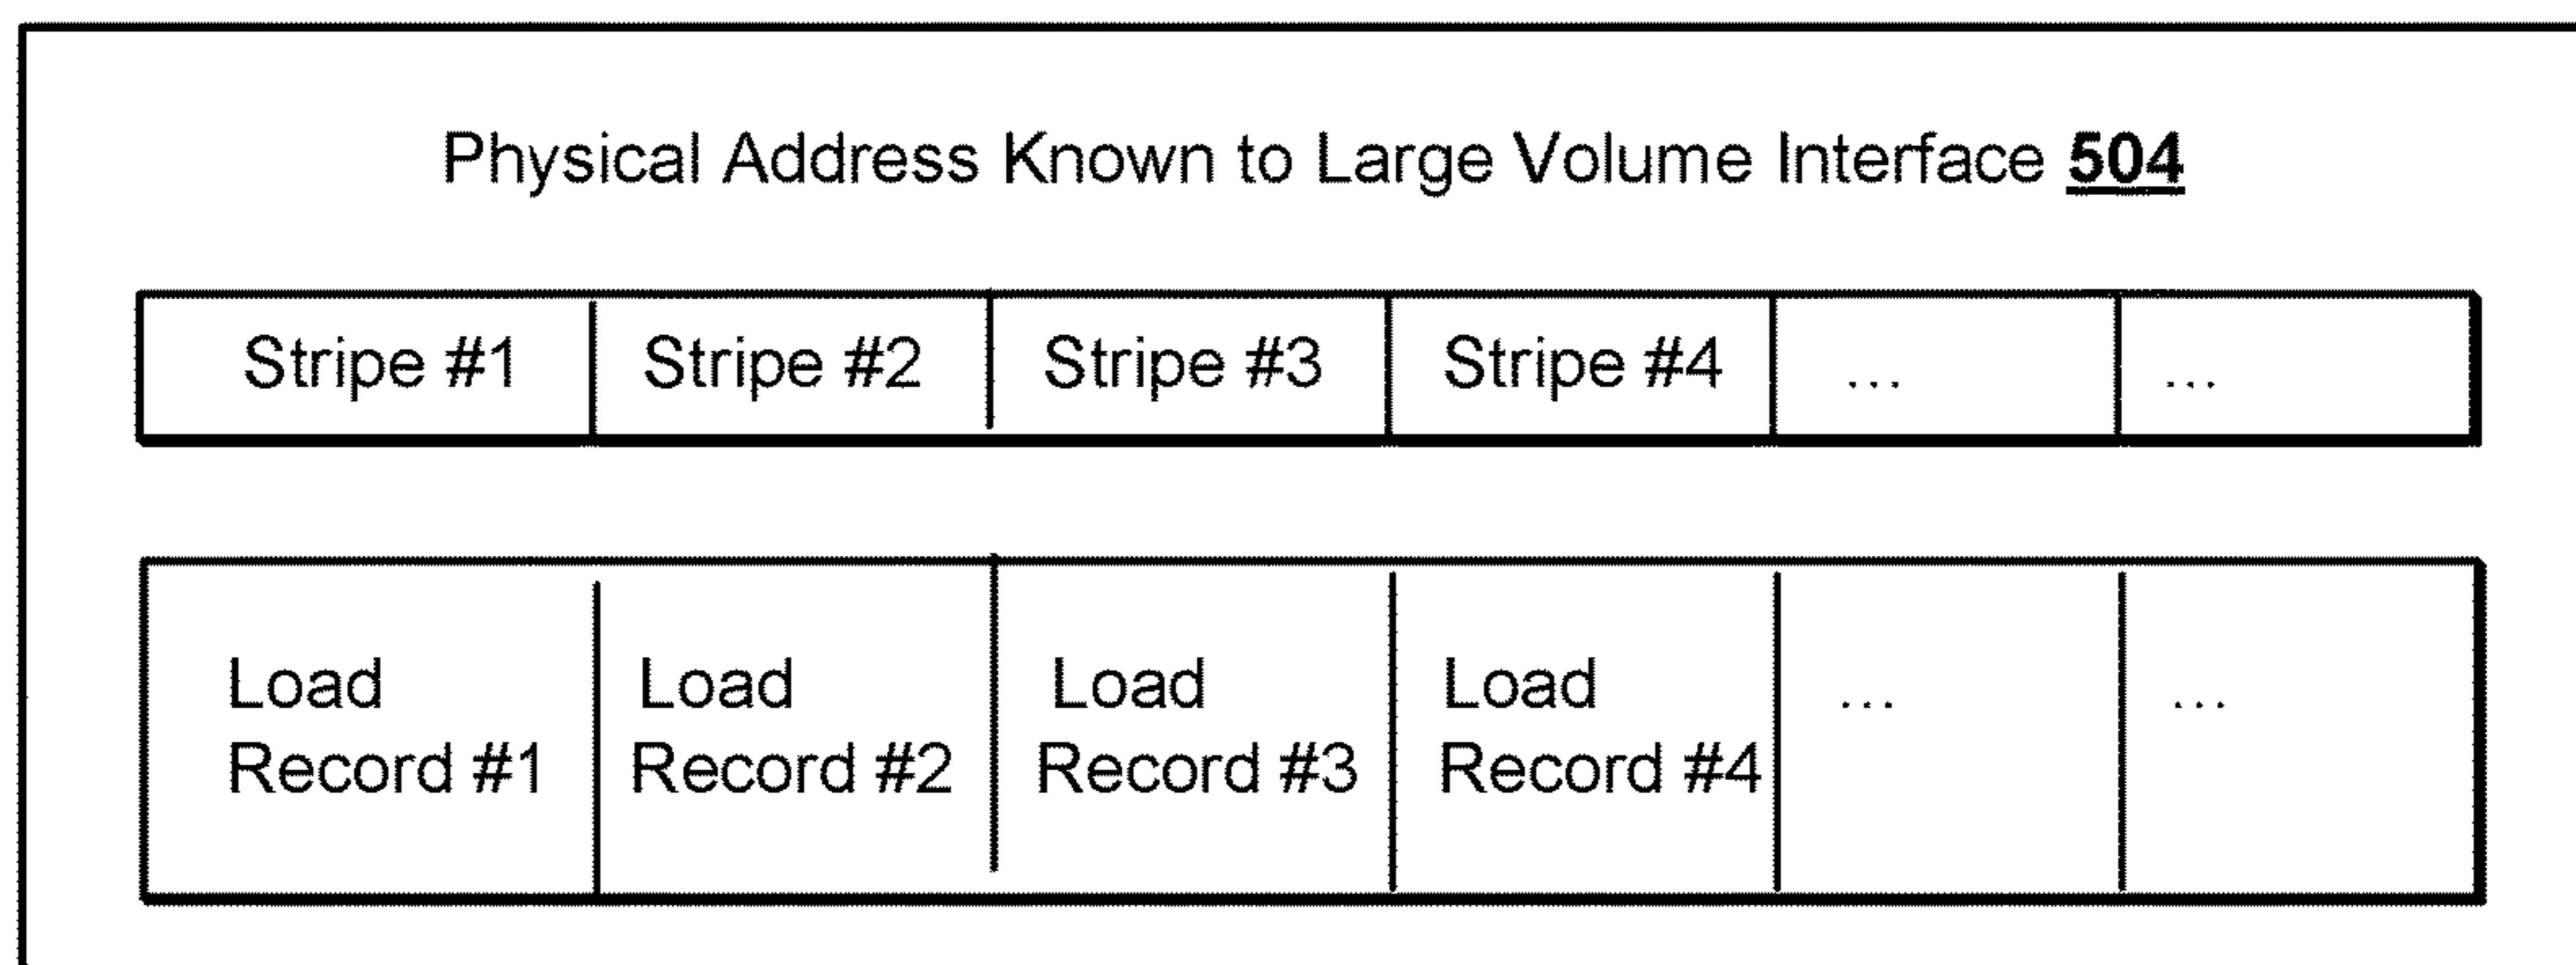 Physical Address Known to Large Volume Interface 504
Stripe #1 Stripe #2 Stripe #3 Stripe #4 ... ...
Load Load Load Load ... ...
Record #1 Record #2 Record #3 Record #4